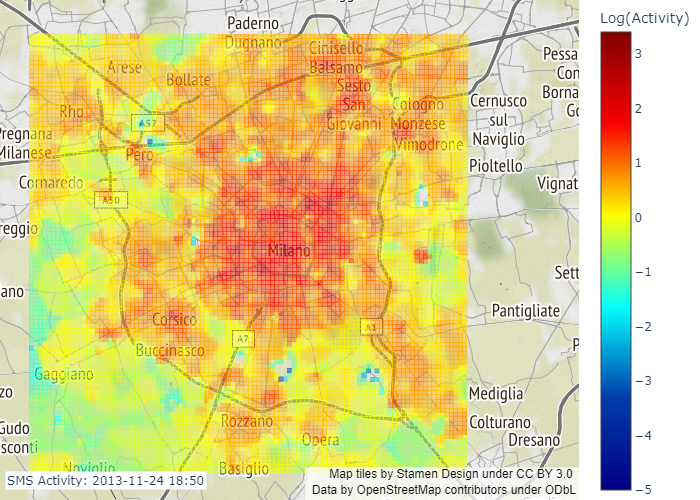 Paderno
Dugnano
Log(Activity)
Cinisello
Balsamo
Arese
Bollate
Sesto
San
Giovanni
Pessa
Con
Borna
Go
Rho
A52
Cologno
Monzese
Cernusco
sul
Naviglio
Pregnana
Milanese
Pero
Vimodrone
Pioltello
Cornaredo
Vignat
A50
reggio
Milano
Sett
ano
Corsico
Pantigliate
A7
A1
Buccinasco
P
Gaggiano
zo
Mediglia
Rozzano
Colturano
Gudo
sconti
Opera
Dresano
Noviglio
Basiglio
SMS Activity: 2013-11-24 18:50
Map tiles by Stamen Design under CC BY 3.0
Data by OpenStreetMap contributors under ODbL
3
2
1
0
−1
−2
−3
−4
−5